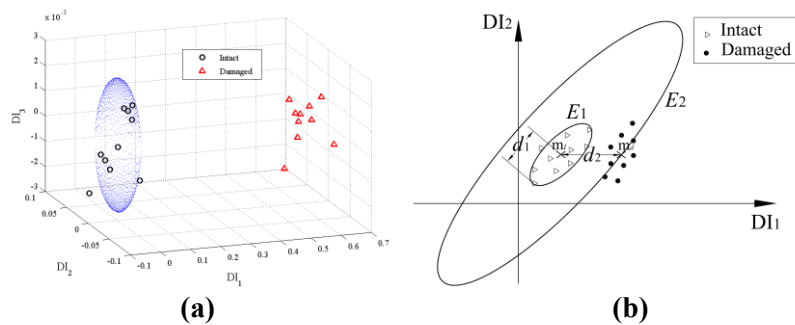 x 10⁻³
3
2
1
0
-1
-2
-3
DI₃
0.1
0.05
0
-0.05
-0.1
DI₂
-0.1
0
0.1
0.2
0.3
0.4
0.5
0.6
0.7
DI₁
Intact
Damaged
(a)
DI₂
Intact
Damaged
E₁
E₂
d₁
d₂
DI₁
(b)